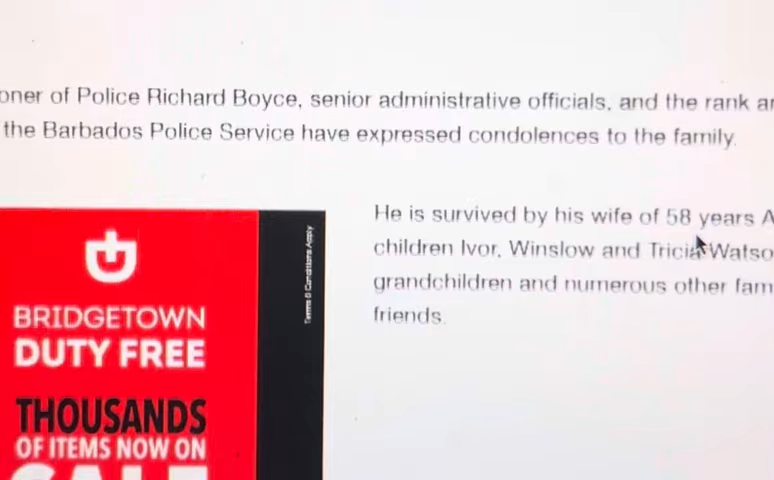 oner of Police Richard Boyce, senior administrative officials, and the rank
the Barbados Police Service have expressed condolences to the family.
He is survived by his wife of 58 years A
children Ivor, Winslow and Tricia Watso
grandchildren and numerous other fam
friends.
Terms & Conditions Apply
BRIDGETOWN
DUTY FREE
THOUSANDS
OF ITEMS NOW ON
SALE